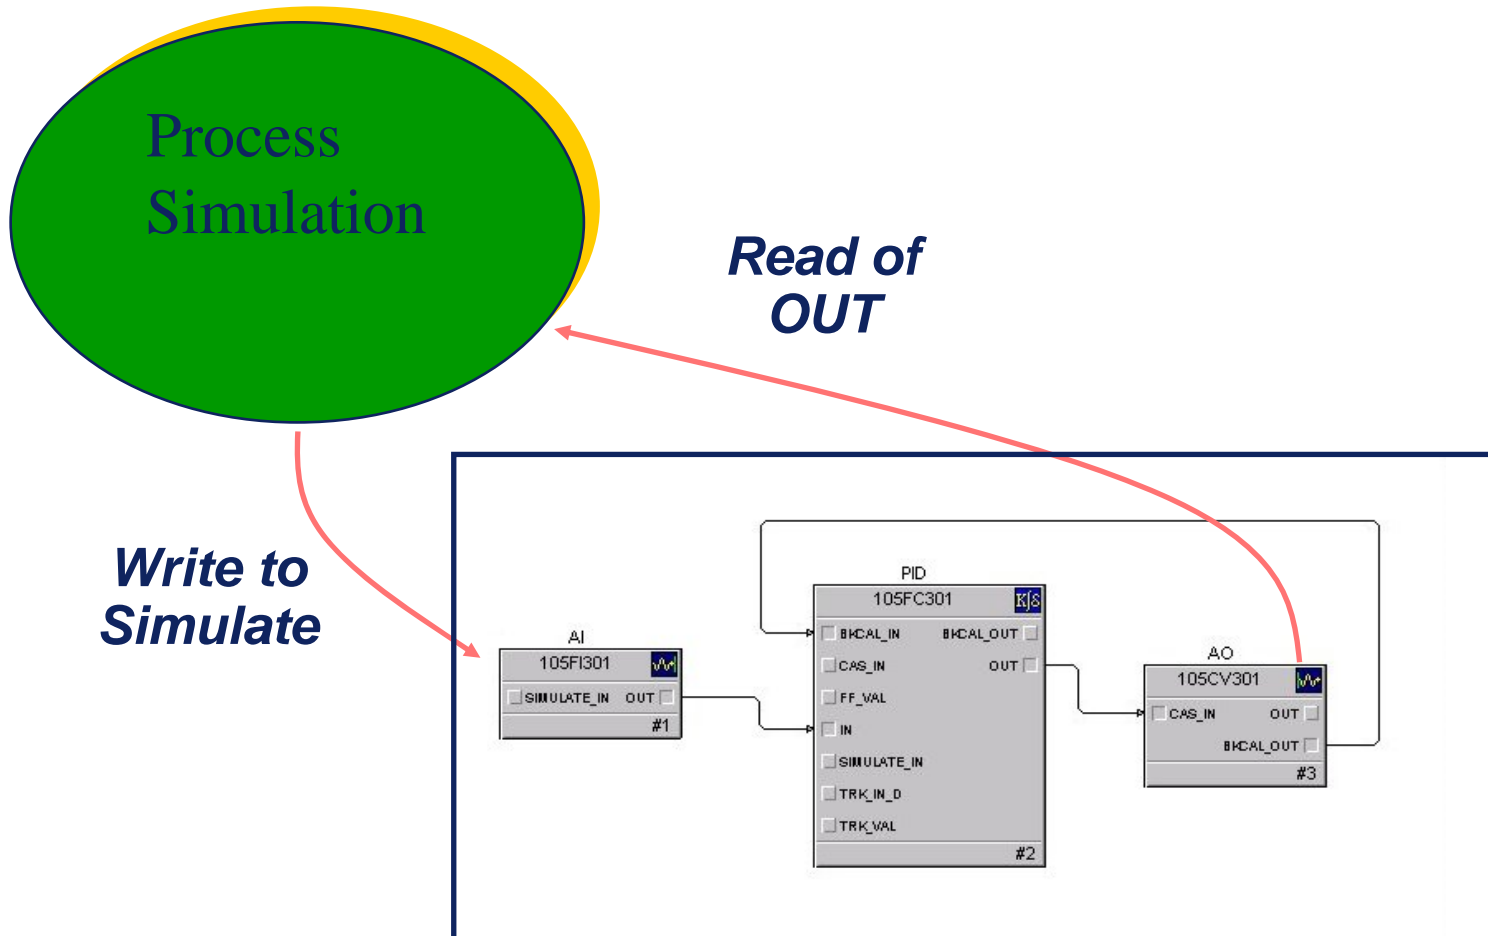 Process
Simulation
Read of
OUT
Write to
Simulate
AI
105FI301
SIMULATE_IN OUT
#1
PID
105FC301 K∫δ
BKCAL_IN BKCAL_OUT
CAS_IN OUT
FF_VAL
IN
SIMULATE_IN
TRK_IN_D
TRK_VAL
#2
AO
105CV301
CAS_IN OUT
BKCAL_OUT
#3